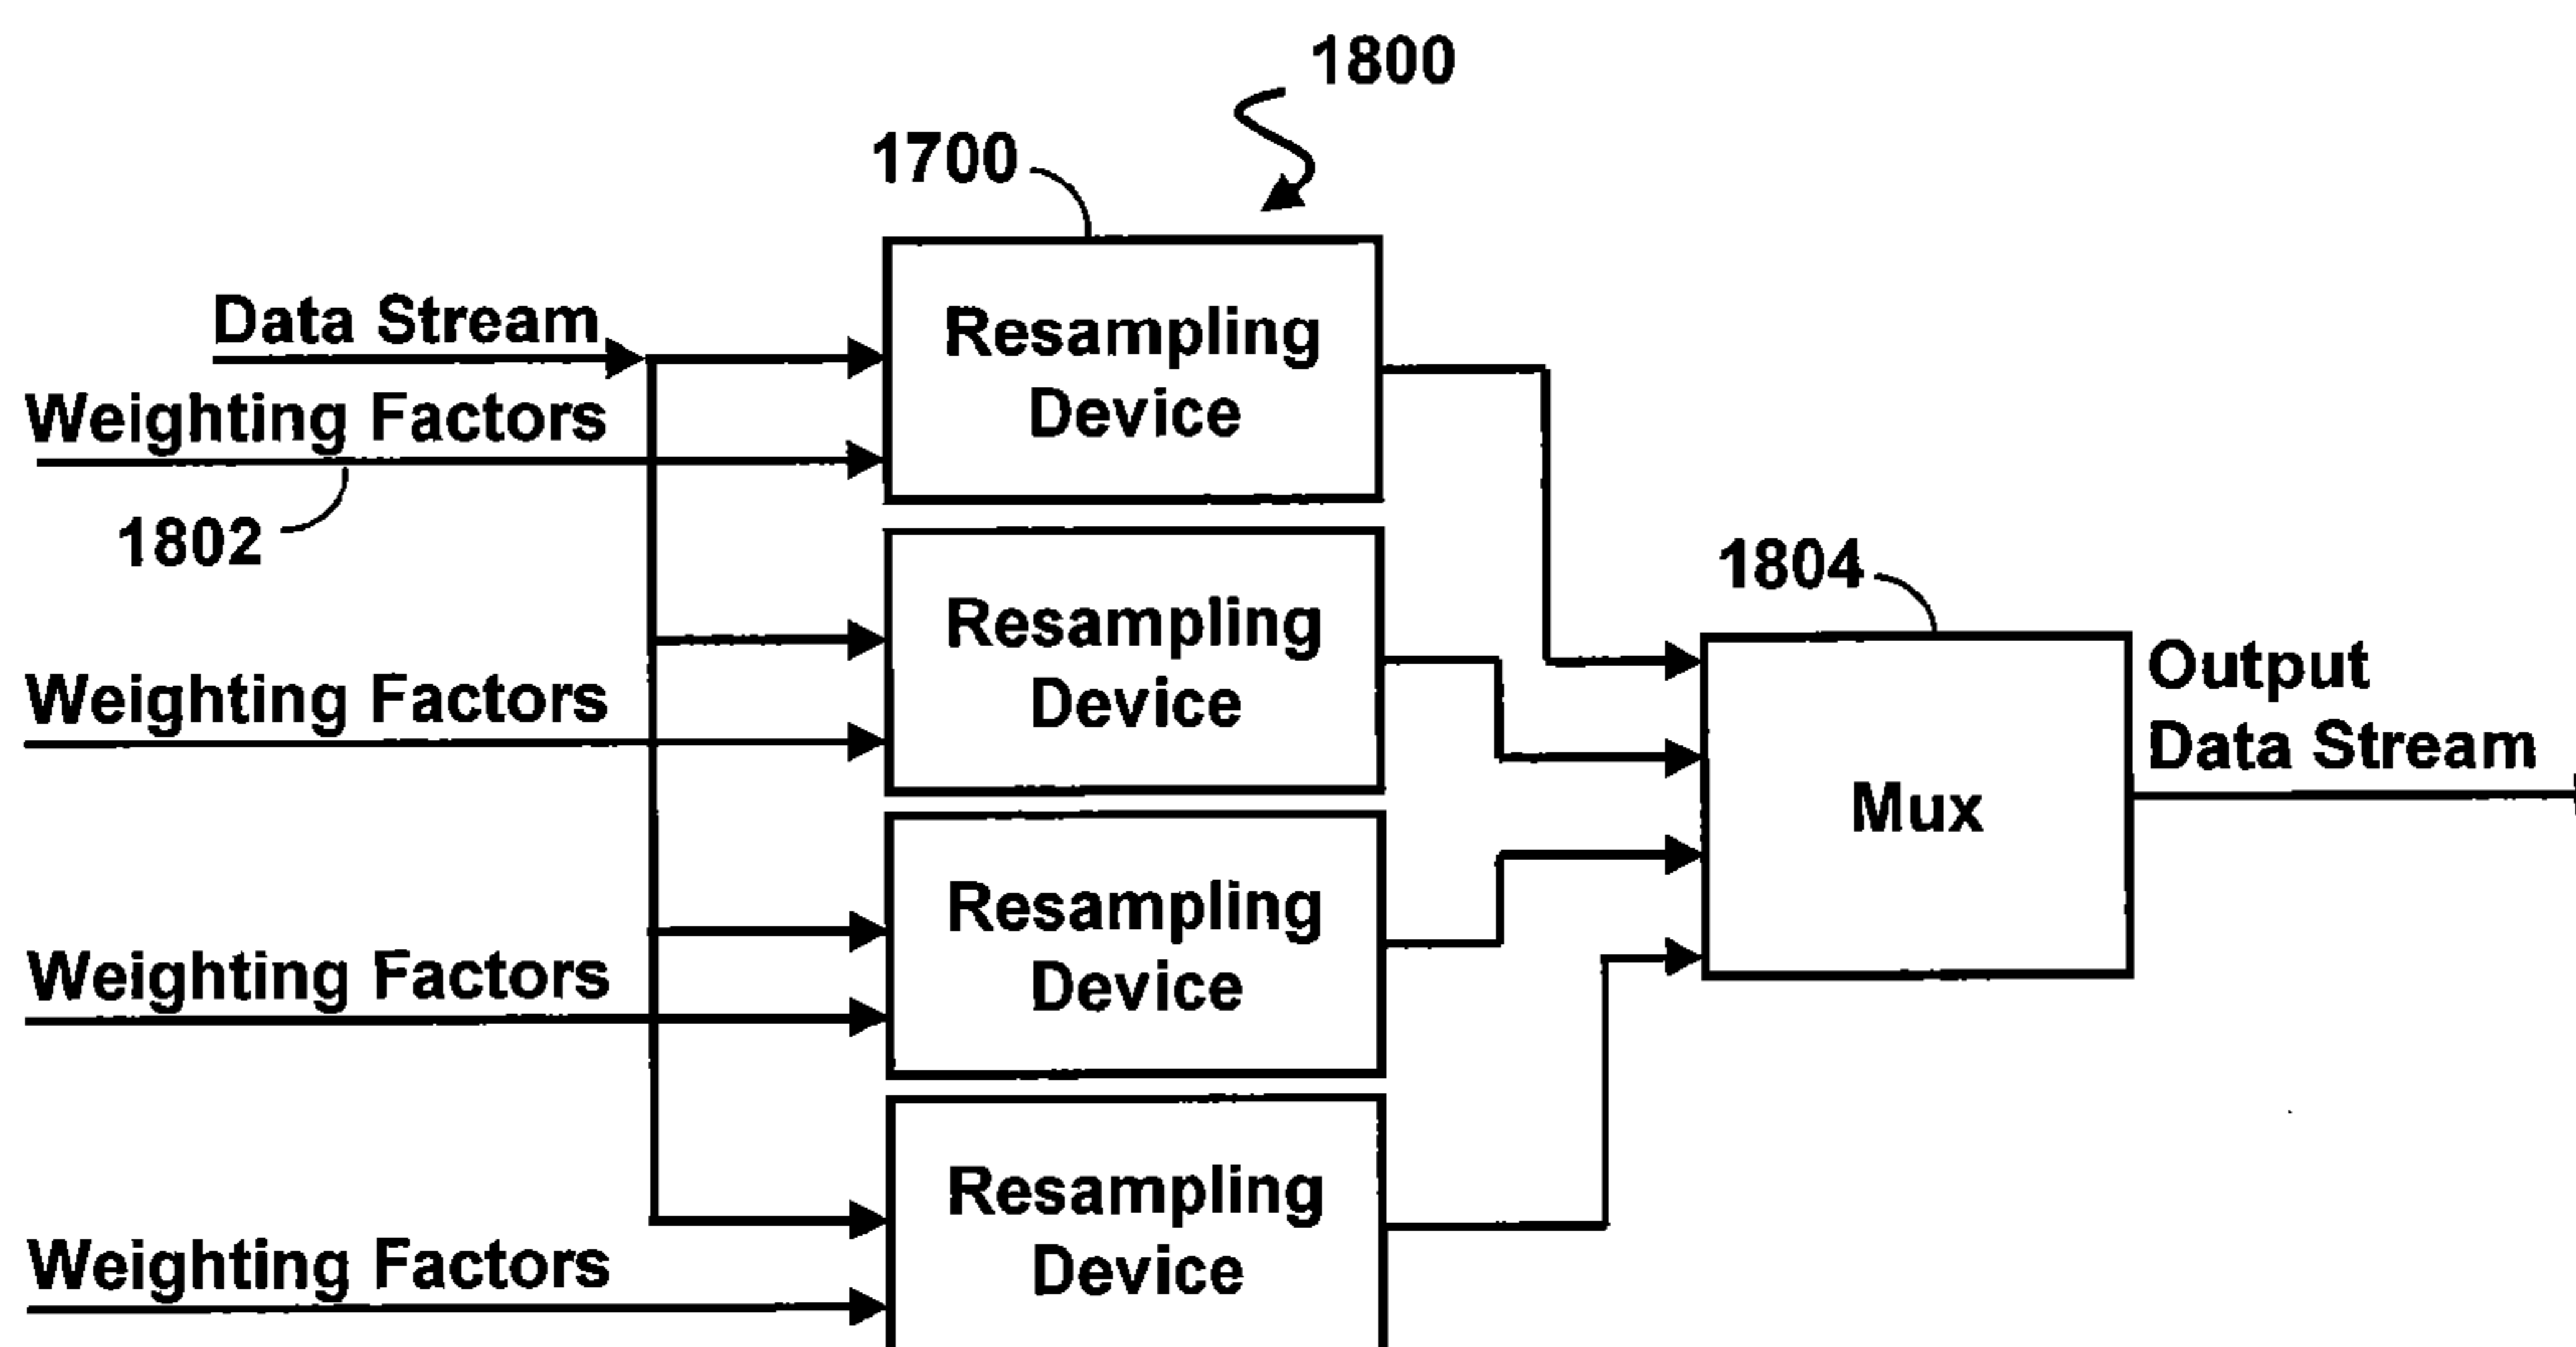 1800
1700
Data Stream
Resampling
Device
Weighting Factors
1802
1804
Resampling
Device
Weighting Factors
Output
Data Stream
Mux
Resampling
Device
Weighting Factors
Resampling
Device
Weighting Factors